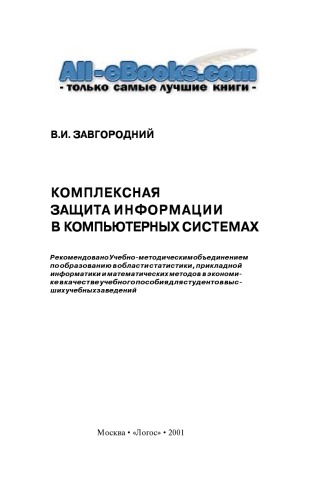 All-eBooks.com
- только самые лучшие книги -
В.И. ЗАВГОРОДНИЙ
КОМПЛЕКСНАЯ
ЗАЩИТА ИНФОРМАЦИИ
В КОМПЬЮТЕРНЫХ СИСТЕМАХ
Рекомендовано Учебно-методическим объединением
по образованию в области статистики, прикладной
информатики и математических методов в экономи-
ке в качестве учебного пособия для студентов выс-
ших учебных заведений
Москва • «Логос» • 2001